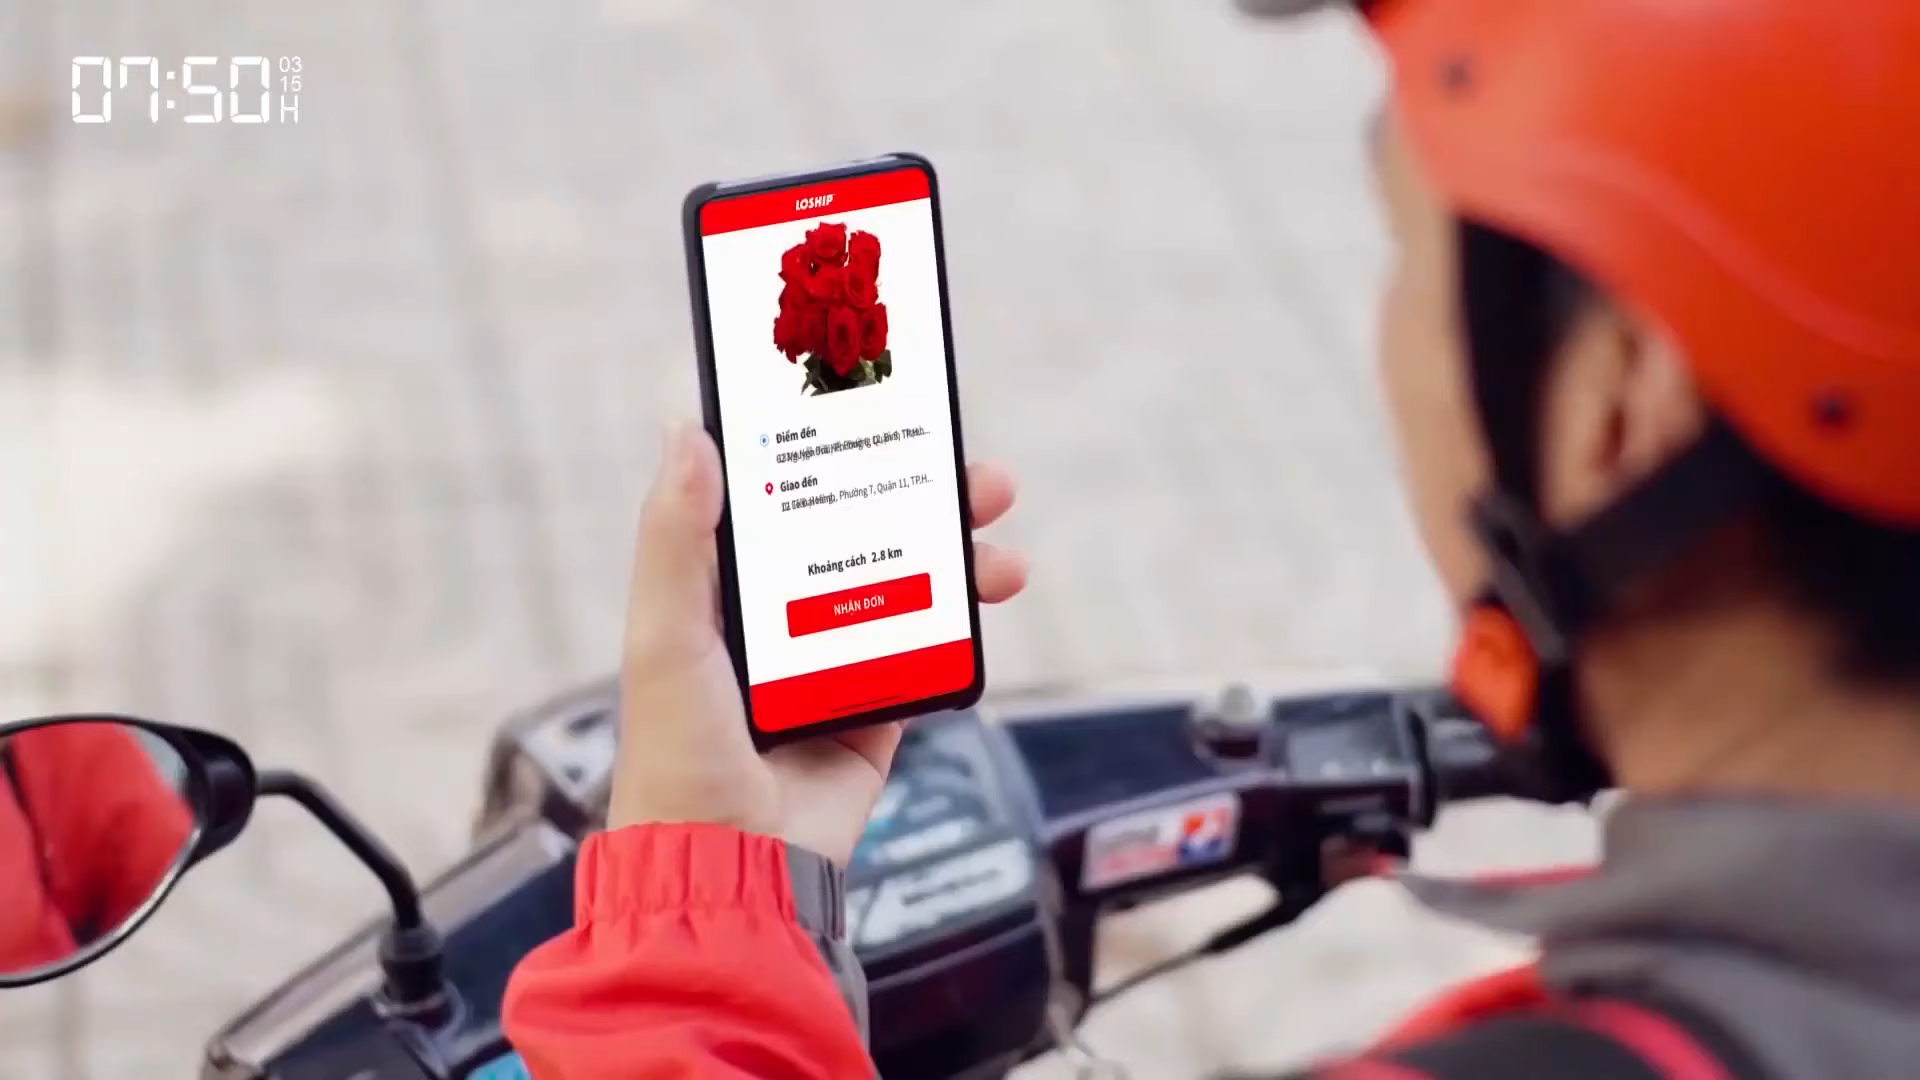 07:50
03
15
H
LOSHIP
Điểm đến
Giao đến
Phường 7, Quận 11, TP.H...
Khoảng cách 2.8 km
NHẬN ĐƠN